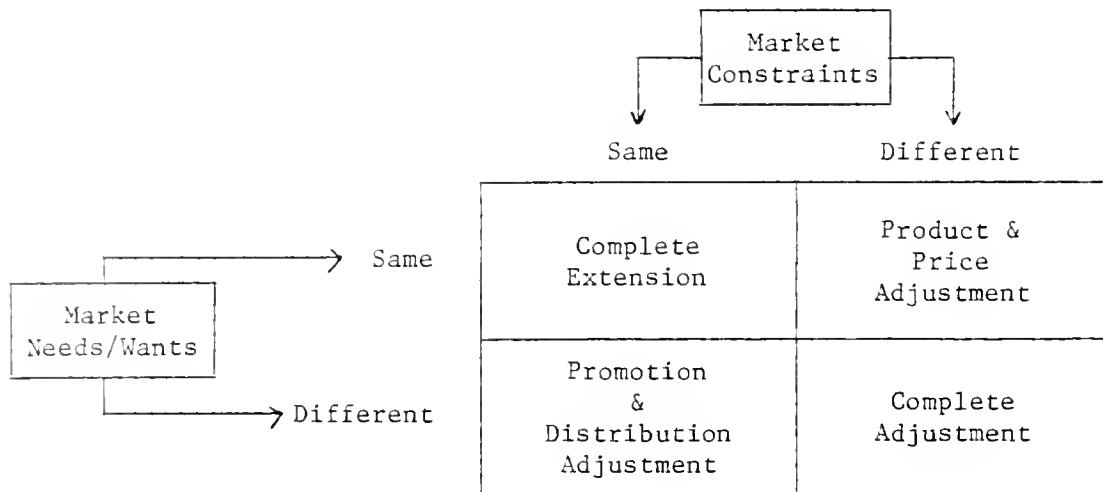 Market
Constraints
Same
Different
Same
Complete
Extension
Product &
Price
Adjustment
Market
Needs/Wants
Different
Promotion
&
Distribution
Adjustment
Complete
Adjustment